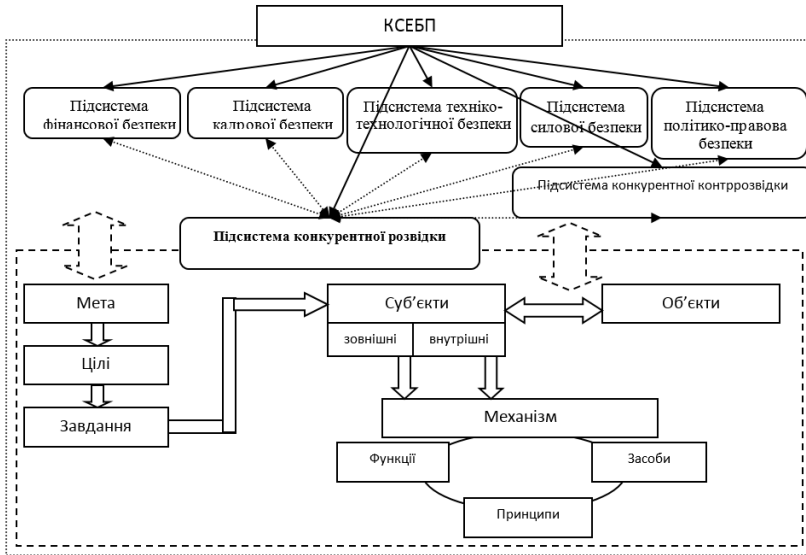 КСЕБП
Підсистема
фінансової безпеки
Підсистема
кадрової безпеки
Підсистема техніко-
технологічної безпеки
Підсистема
силової безпеки
Підсистема
політико-правова
безпеки
Підсистема конкурентної контррозвідки
Підсистема конкурентної розвідки
Мета
Цілі
Завдання
Суб’єкти
зовнішні
внутрішні
Об’єкти
Механізм
Функції
Засоби
Принципи